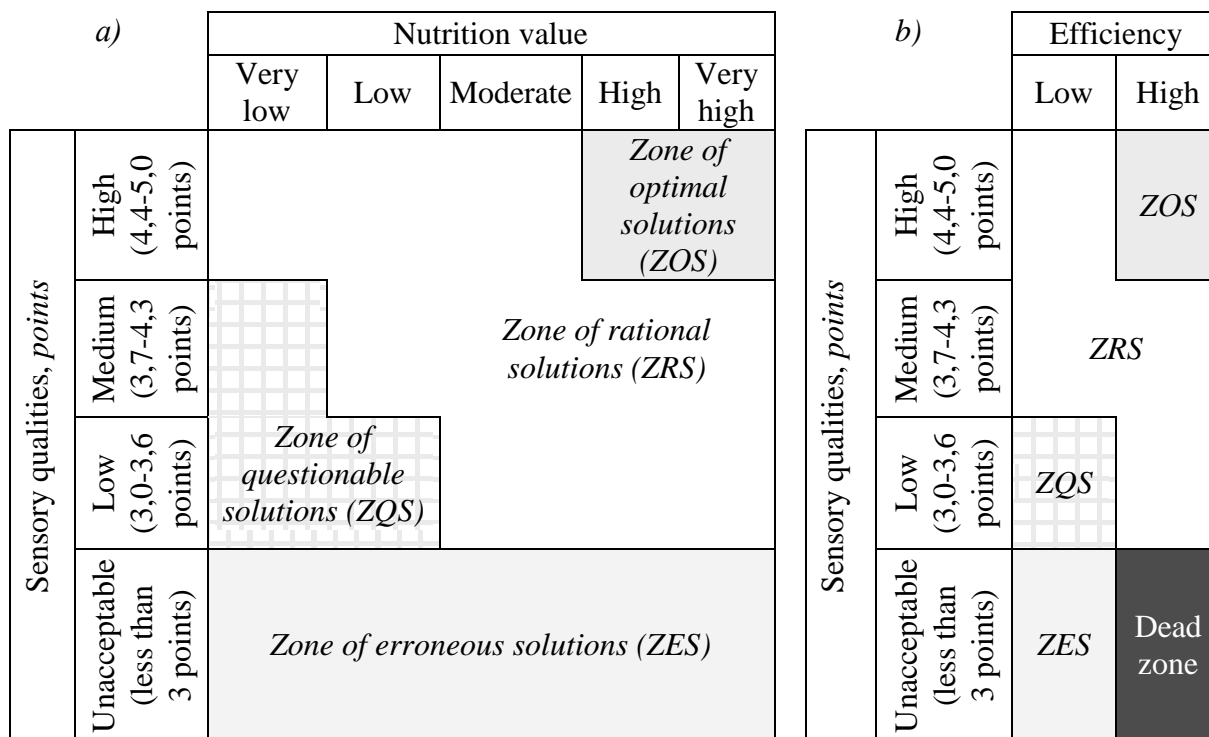 a)
Nutrition value
Very
low
Low
Moderate
High
Very
high
Sensory qualities, points
High
(4,4-5,0
points)
Zone of
optimal
solutions
(ZOS)
Medium
(3,7-4,3
points)
Zone of rational
solutions (ZRS)
Low
(3,0-3,6
points)
Zone of
questionable
solutions (ZQS)
Unacceptable
(less than
3 points)
Zone of erroneous solutions (ZES)
b)
Efficiency
Low
High
Sensory qualities, points
High
(4,4-5,0
points)
ZOS
Medium
(3,7-4,3
points)
ZRS
Low
(3,0-3,6
points)
ZQS
Unacceptable
(less than
3 points)
ZES
Dead
zone